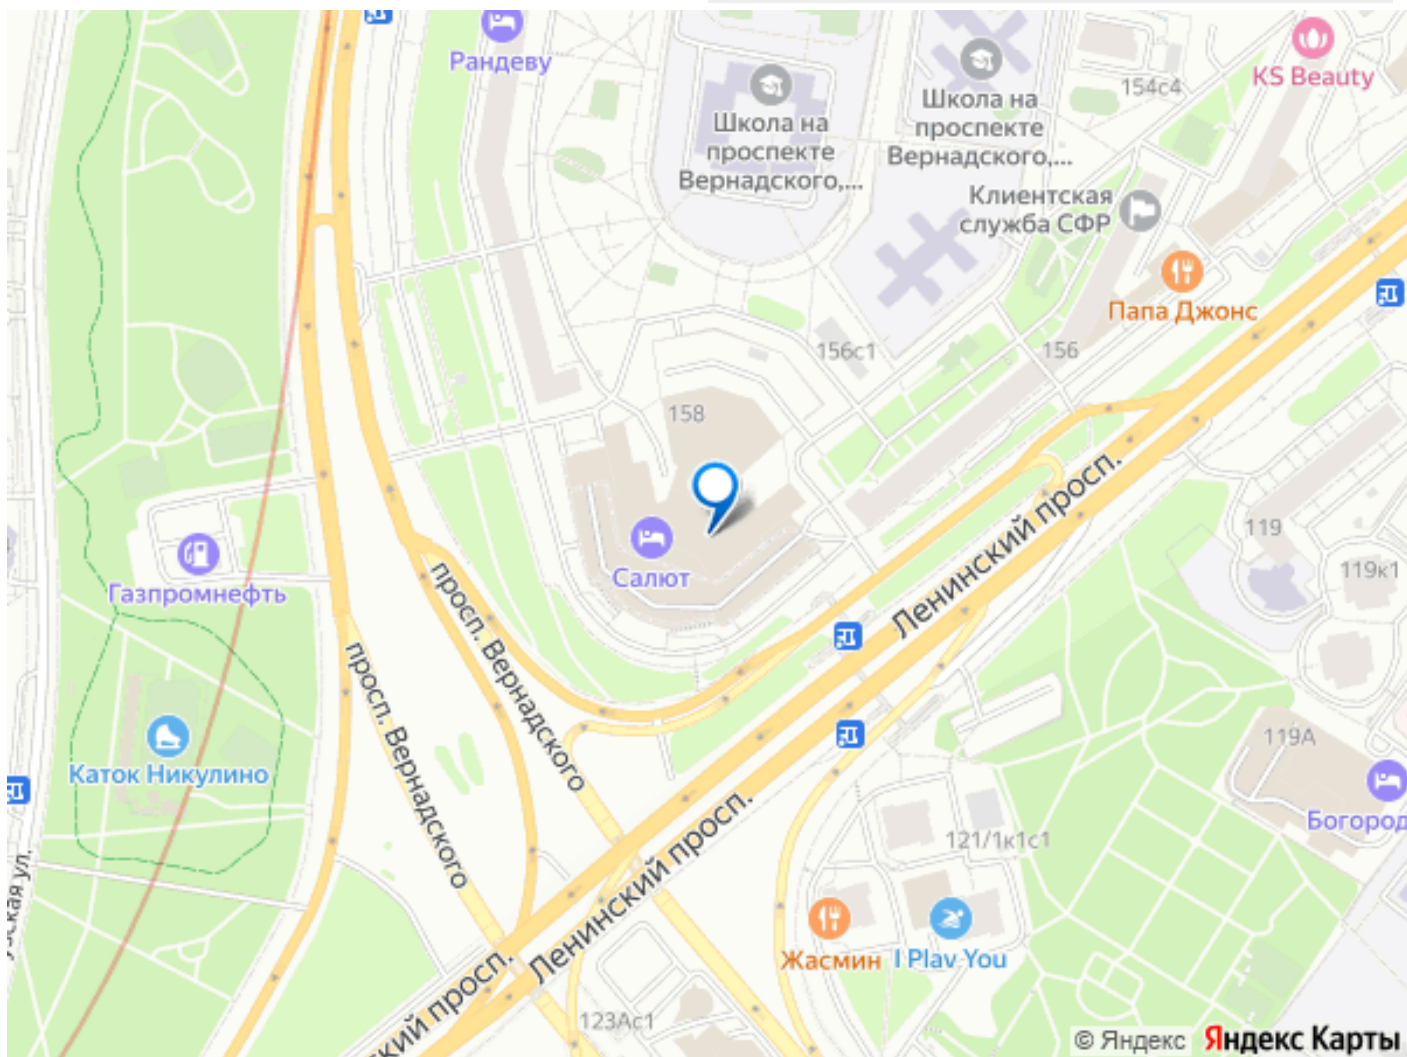 Рандеву
Школа на
проспекте
Вернадского,...
Школа на
проспекте
Вернадского,...
154с4
KS Beauty
Клиентская
служба СФР
Папа Джонс
156с1
156
158
Салют
Газпромнефть
просп. Вернадского
просп. Вернадского
Ленинский просп.
119
119к1
Каток Никулино
119А
Богород
Ленинский просп.
121/1к1с1
Жасмин
I Play You
ский просп.
123Ас1
© Яндекс Яндекс Карты